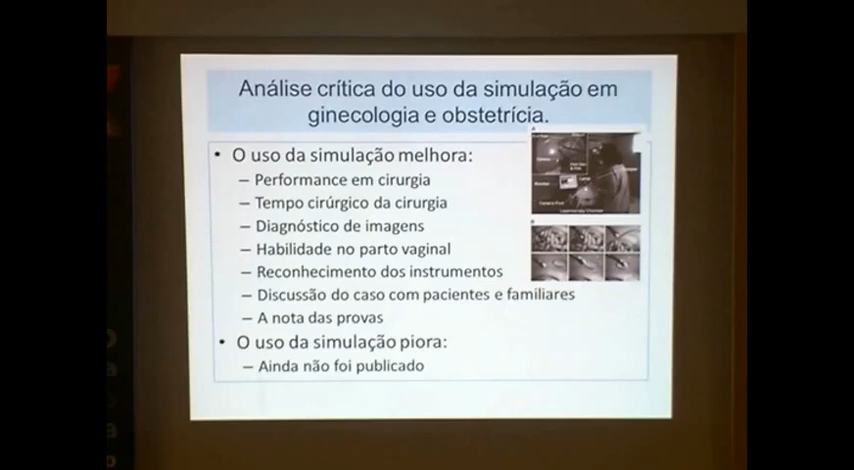 Análise crítica do uso da simulação em
ginecologia e obstetrícia.
• O uso da simulação melhora:
– Performance em cirurgia
– Tempo cirúrgico da cirurgia
– Diagnóstico de imagens
– Habilidade no parto vaginal
– Reconhecimento dos instrumentos
– Discussão do caso com pacientes e familiares
– A nota das provas
• O uso da simulação piora:
– Ainda não foi publicado